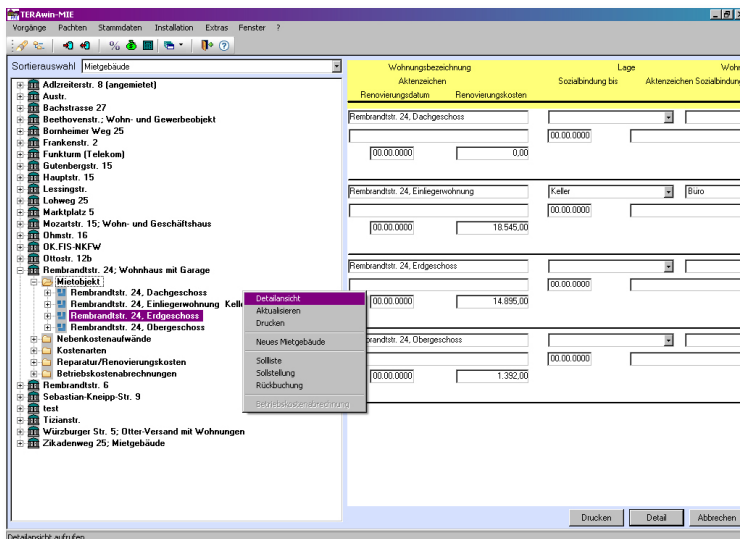 TERAwin-MIE
Vorgänge Pachten Stammdaten Installation Extras Fenster ?
Sortierauswahl Mietgebäude
Adlzreiterstr. 8 (angemietet)
Austr.
Bachstrasse 27
Beethovenstr.; Wohn- und Gewerbeobjekt
Bornheimer Weg 25
Frankenstr. 2
Funkturm (Telekom)
Gutenbergstr. 15
Hauptstr. 15
Lessingstr.
Lohweg 25
Marktplatz 5
Mozartstr. 15; Wohn- und Geschäftshaus
Ohmstr. 16
OK.FIS-NKFW
Ottostr. 12b
Rembrandtstr. 24; Wohnhaus mit Garage
Mietobjekt
Rembrandtstr. 24, Dachgeschoss
Rembrandtstr. 24, Einliegerwohnung Kelle
Rembrandtstr. 24, Erdgeschoss
Rembrandtstr. 24, Obergeschoss
Nebenkostenaufwände
Kostenarten
Reparatur/Renovierungskosten
Betriebskostenabrechnungen
Rembrandtstr. 6
Sebastian-Kneipp-Str. 9
test
Tizianstr.
Würzburger Str. 5; Otter-Versand mit Wohnungen
Zikadenweg 25; Mietgebäude
Detailansicht
Aktualisieren
Drucken
Neues Mietgebäude
Sollliste
Sollstellung
Rückbuchung
Betriebskostenabrechnung
Wohnungsbezeichnung Lage Wohn
Aktenzeichen Sozialbindung bis Aktenzeichen Sozialbindung
Renovierungsdatum Renovierungskosten
Rembrandtstr. 24, Dachgeschoss
00.00.0000
00.00.0000 0,00
Rembrandtstr. 24, Einliegerwohnung Keller Büro
00.00.0000
00.00.0000 18.545,00
Rembrandtstr. 24, Erdgeschoss
00.00.0000
00.00.0000 14.895,00
brandtstr. 24, Obergeschoss
00.00.0000
00.00.0000 1.392,00
Drucken Detail Abbrechen
Detailansicht aufrufen